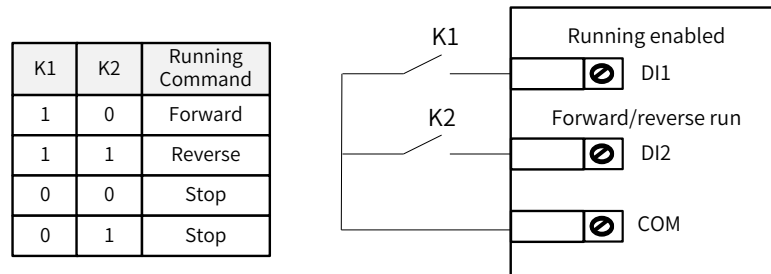 K1 K2 Running Command
1 0 Forward
1 1 Reverse
0 0 Stop
0 1 Stop
K1
Running enabled
DI1
K2
Forward/reverse run
DI2
COM